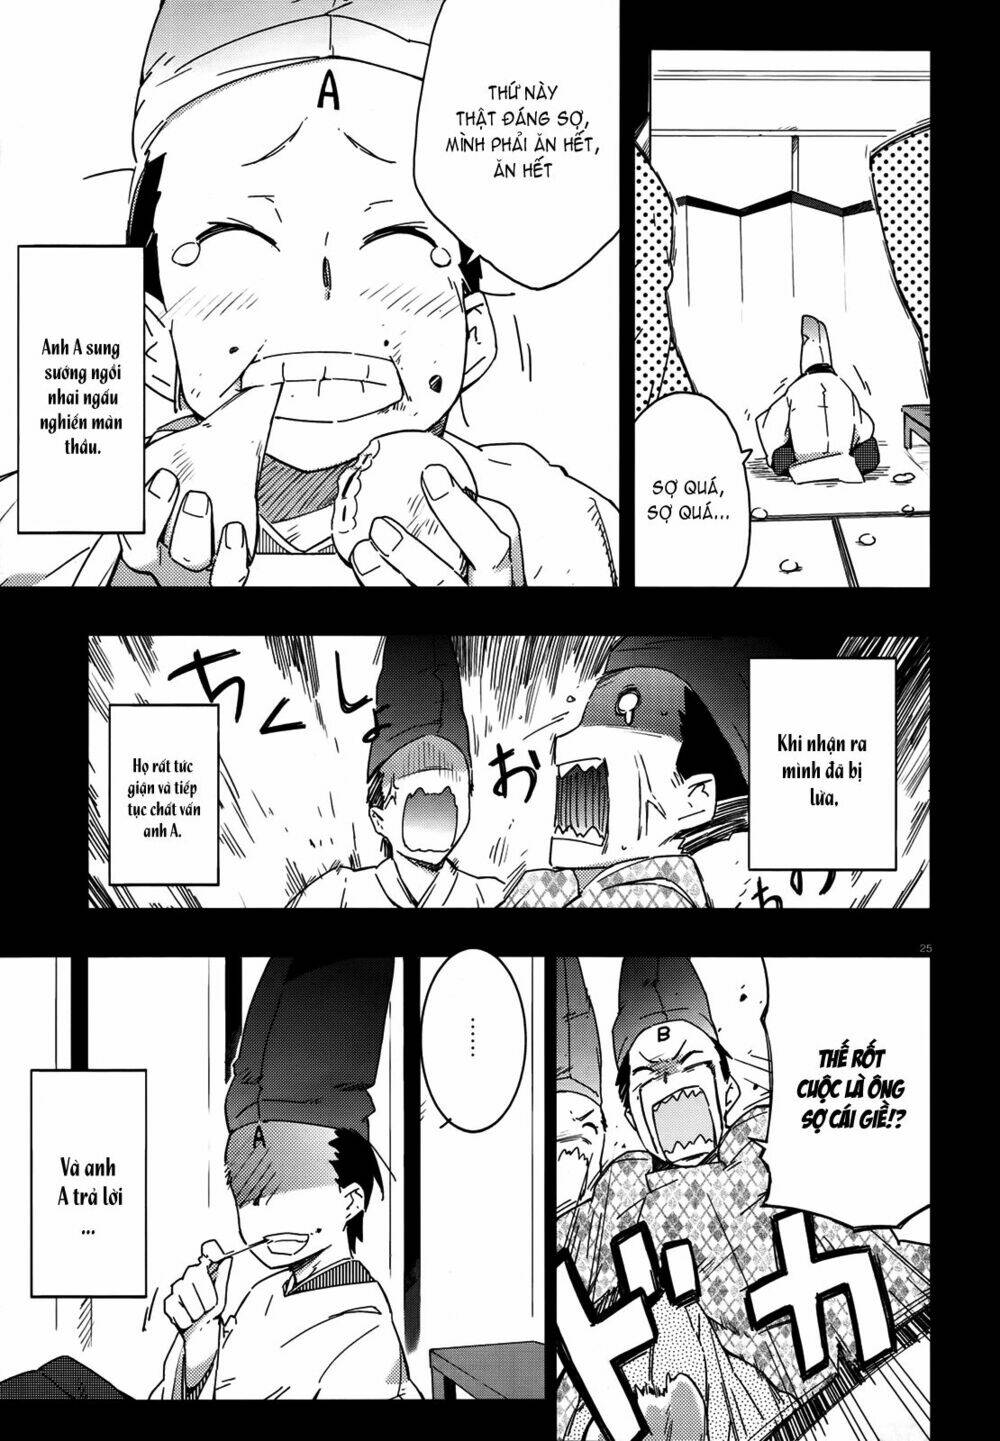 SỢ QUÁ,
SỢ QUÁ...
THỨ NÀY
THẬT ĐÁNG SỢ,
MÌNH PHẢI ĂN HẾT,
ĂN HẾT
A
Anh A sung
sướng ngồi
nhai ngấu
nghiến màn
thầu.
Khi nhận ra
mình đã bị
lừa,
ちょ
お
ちくしょ
Họ rất tức
giận và tiếp
tục chất vấn
anh A.
25
B
THẾ RỐT
CUỘC LÀ ÔNG
SỢ CÁI GIỀ!?
ドカ
......
A
Và anh
A trả lời
...